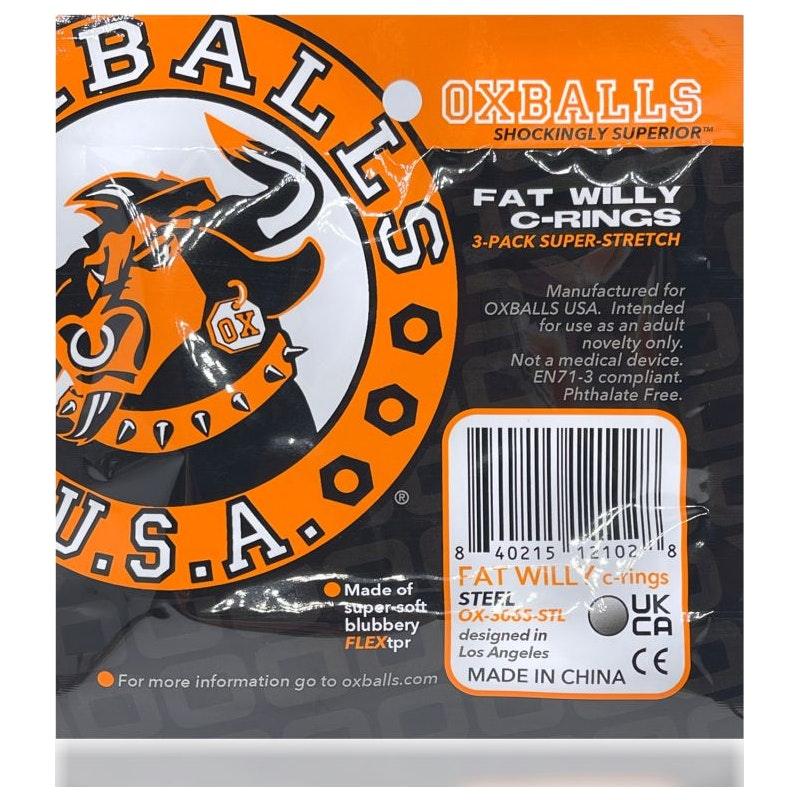 BALLS
U.S.A.
OX
®
OXBALLS
SHOCKINGLY SUPERIOR™
FAT WILLY
C-RINGS
3-PACK SUPER-STRETCH
Manufactured for
OXBALLS USA. Intended
for use as an adult
novelty only.
Not a medical device.
EN71-3 compliant.
Phthalate Free.
8 40215 12102 8
FAT WILLY c-rings
STEEL
designed in
Los Angeles
MADE IN CHINA
UK
CA
CE
Made of
super-soft
blubbery
FLEXtpr
For more information go to oxballs.com